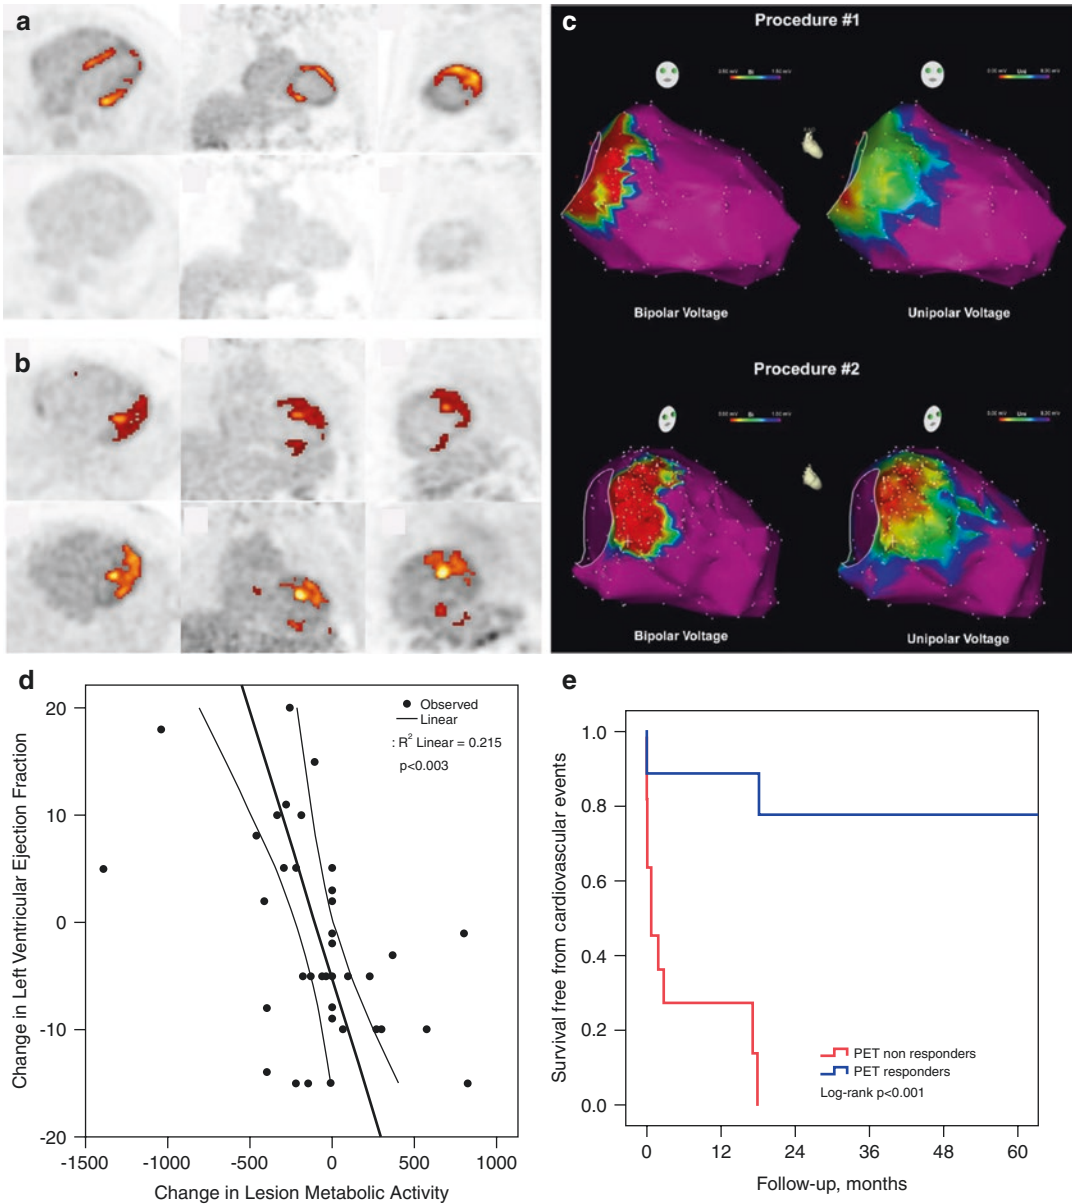 a
b
c
Procedure #1
Bipolar Voltage
Unipolar Voltage
Procedure #2
Bipolar Voltage
Unipolar Voltage
d
Change in Left Ventricular Ejection Fraction
20
10
0
-10
-20
-1500
-1000
-500
0
500
1000
Change in Lesion Metabolic Activity
Observed
Linear
: R² Linear = 0.215
p<0.003
e
Survival free from cardiovascular events
1.0
0.8
0.6
0.4
0.2
0.0
0
12
24
36
48
60
Follow-up, months
PET non responders
PET responders
Log-rank p<0.001